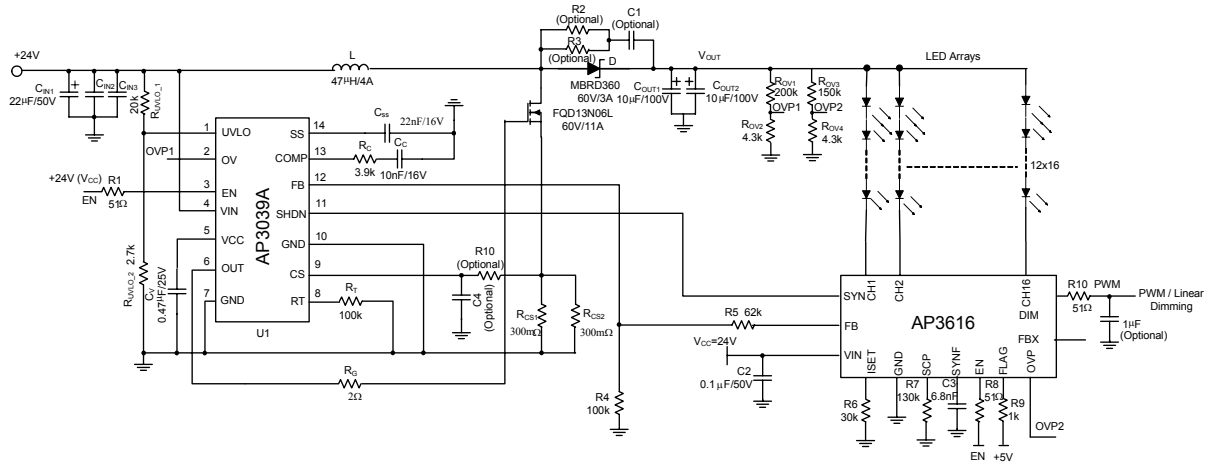 R2
(Optional)
C1
(Optional)
R3
(Optional)
+24V
L
47μH/4A
D
MBRD360
60V/3A
VOUT
LED Arrays
CIN1
22μF/50V
CIN2
CIN3
RUVLO_1
20k
FQD13N06L
60V/11A
COUT1
10μF/100V
COUT2
10μF/100V
ROV1
200k
OVP1
ROV2
4.3k
ROV3
150k
OVP2
ROV4
4.3k
12x16
OVP1
+24V (VCC)
EN
R1
51Ω
RUVLO_2
2.7k
CV
0.47μF/25V
1 UVLO
2 OV
3 EN
4 VIN
5 VCC
6 OUT
7 GND
AP3039A
SS 14
COMP 13
FB 12
SHDN 11
GND 10
CS 9
RT 8
U1
Css
22nF/16V
RC
3.9k
CC
10nF/16V
R10
(Optional)
C4
(Optional)
RT
100k
RCS1
300mΩ
RCS2
300mΩ
RG
2Ω
R4
100k
R5 62k
VCC=24V
C2
0.1μF/50V
SYN
CH1
CH2
CH16
DIM
FB
AP3616
FBX
VIN
ISET
GND
SCP
SYNF
EN
FLAG
OVP
R10
51Ω
PWM
PWM / Linear
Dimming
1μF
(Optional)
R6
30k
R7
130k
C3
6.8nF
R8
51Ω
R9
1k
EN
+5V
OVP2